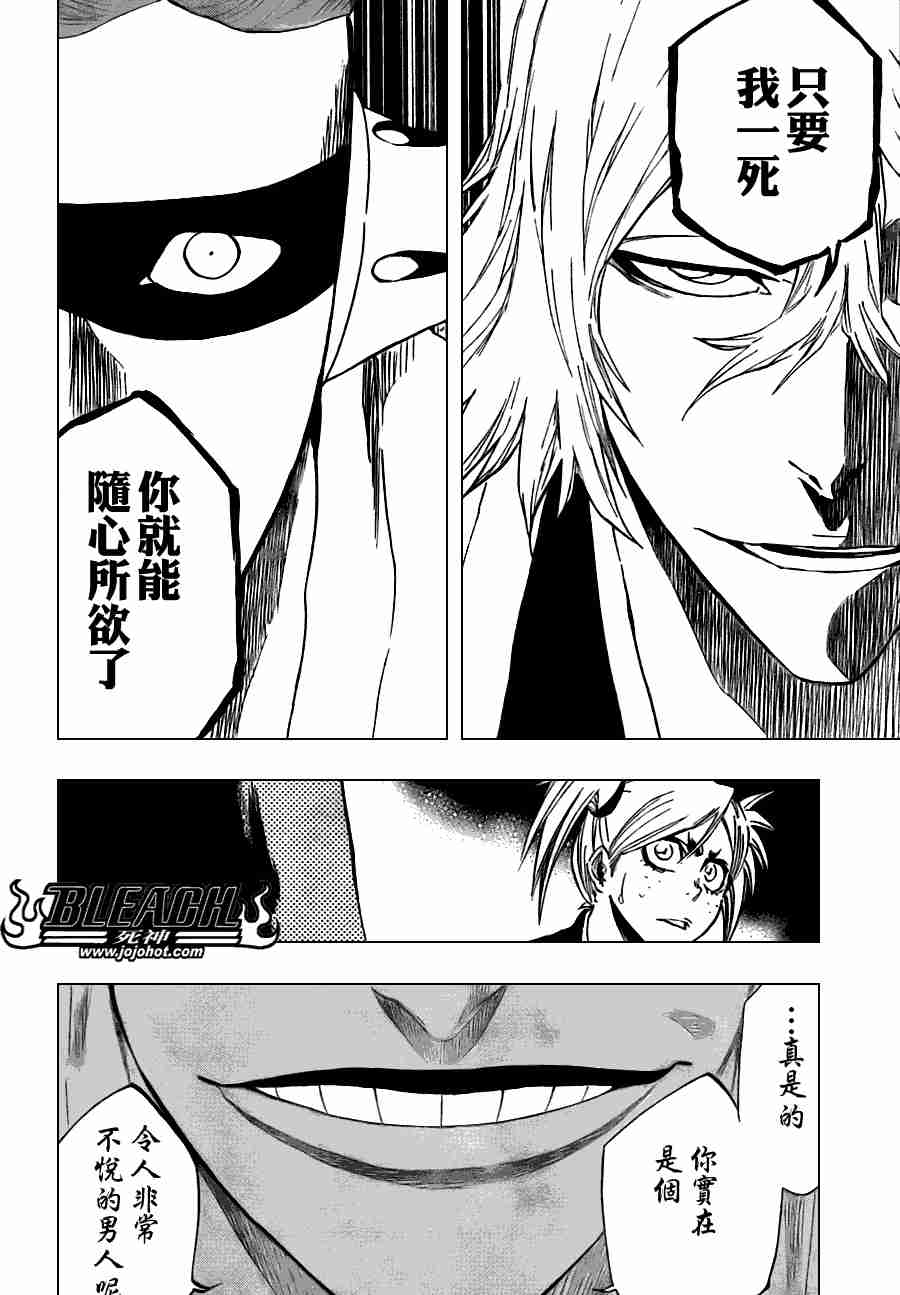 只要
我一死
你就能
隨心所欲了
BLEACH
死神
www.jojohot.com
…真是的
你實在
是個
令人非常
不悅的男人呢